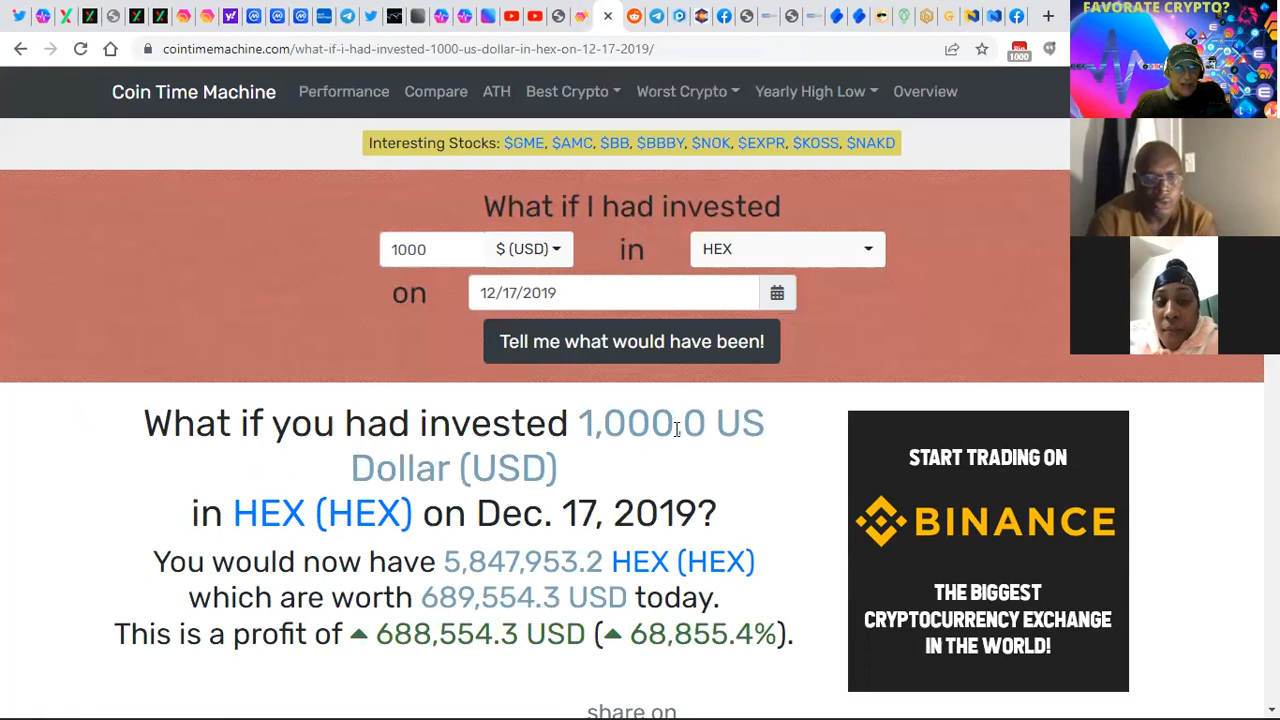 FAVORATE CRYPTO?
cointimemachine.com/what-if-i-had-invested-1000-us-dollar-in-hex-on-12-17-2019/
1000
Coin Time Machine Performance Compare ATH Best Crypto Worst Crypto Yearly High Low Overview
Interesting Stocks: $GME, $AMC, $BB, $BBBY, $NOK, $EXPR, $KOSS, $NAKD
What if I had invested
1000 $ (USD) in HEX
on 12/17/2019
Tell me what would have been!
What if you had invested 1,000.0 US
Dollar (USD)
in HEX (HEX) on Dec. 17, 2019?
You would now have 5,847,953.2 HEX (HEX)
which are worth 689,554.3 USD today.
This is a profit of 688,554.3 USD ( 68,855.4%).
share on
START TRADING ON
BINANCE
THE BIGGEST
CRYPTOCURRENCY EXCHANGE
IN THE WORLD!